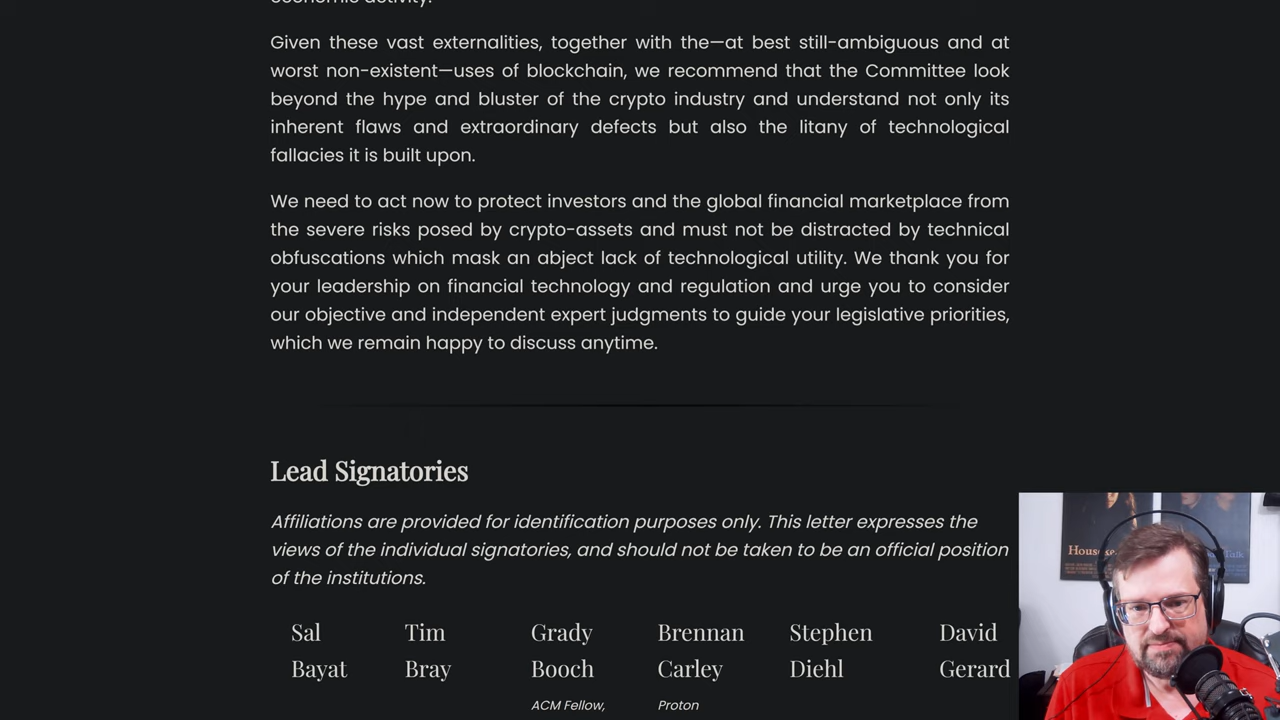 economic activity.
Given these vast externalities, together with the—at best still-ambiguous and at
worst non-existent—uses of blockchain, we recommend that the Committee look
beyond the hype and bluster of the crypto industry and understand not only its
inherent flaws and extraordinary defects but also the litany of technological
fallacies it is built upon.
We need to act now to protect investors and the global financial marketplace from
the severe risks posed by crypto-assets and must not be distracted by technical
obfuscations which mask an abject lack of technological utility. We thank you for
your leadership on financial technology and regulation and urge you to consider
our objective and independent expert judgments to guide your legislative priorities,
which we remain happy to discuss anytime.
Lead Signatories
Affiliations are provided for identification purposes only. This letter expresses the
views of the individual signatories, and should not be taken to be an official position
of the institutions.
Sal Tim Grady Brennan Stephen David
Bayat Bray Booch Carley Diehl Gerard
ACM Fellow, Proton